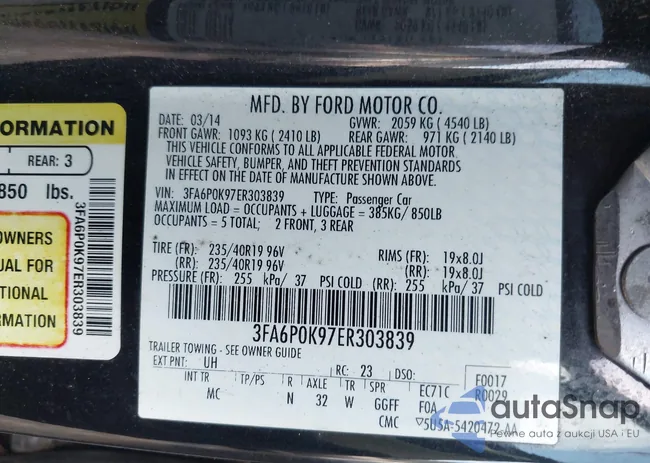 MFD. BY FORD MOTOR CO.
DATE: 03/14 GVWR: 2059 KG (4540 LB)
FRONT GAWR: 1093 KG (2410 LB) REAR GAWR: 971 KG (2140 LB)
THIS VEHICLE CONFORMS TO ALL APPLICABLE FEDERAL MOTOR
VEHICLE SAFETY, BUMPER, AND THEFT PREVENTION STANDARDS
IN EFFECT ON THE DATE OF MANUFACTURE SHOWN ABOVE.
VIN: 3FA6P0K97ER303839 TYPE: Passenger Car
MAXIMUM LOAD = OCCUPANTS + LUGGAGE = 385KG/ 850LB
OCCUPANTS = 5 TOTAL; 2 FRONT, 3 REAR
TIRE (FR): 235/40R19 96V RIMS (FR): 19x8.0J
(RR): 235/40R19 96V (RR): 19x8.0J
PRESSURE (FR): 255 kPa/ 37 PSI COLD (RR): 255 kPa/ 37 PSI COLD
3FA6P0K97ER303839
TRAILER TOWING - SEE OWNER GUIDE
EXT PNT: UH RC: 23 DSO: F0017
R0029
INT TR TP/PS R AXLE TR SPR EC71C
MC N 32 W GGFF F0A
CMC ▽5U5A-5420472-AA
ORMATION
REAR: 3
850 lbs.
OWNERS
UAL FOR
TIONAL
RMATION
3FA6P0K97ER303839
autoSnap
Pewne auto z aukcji USA i EU